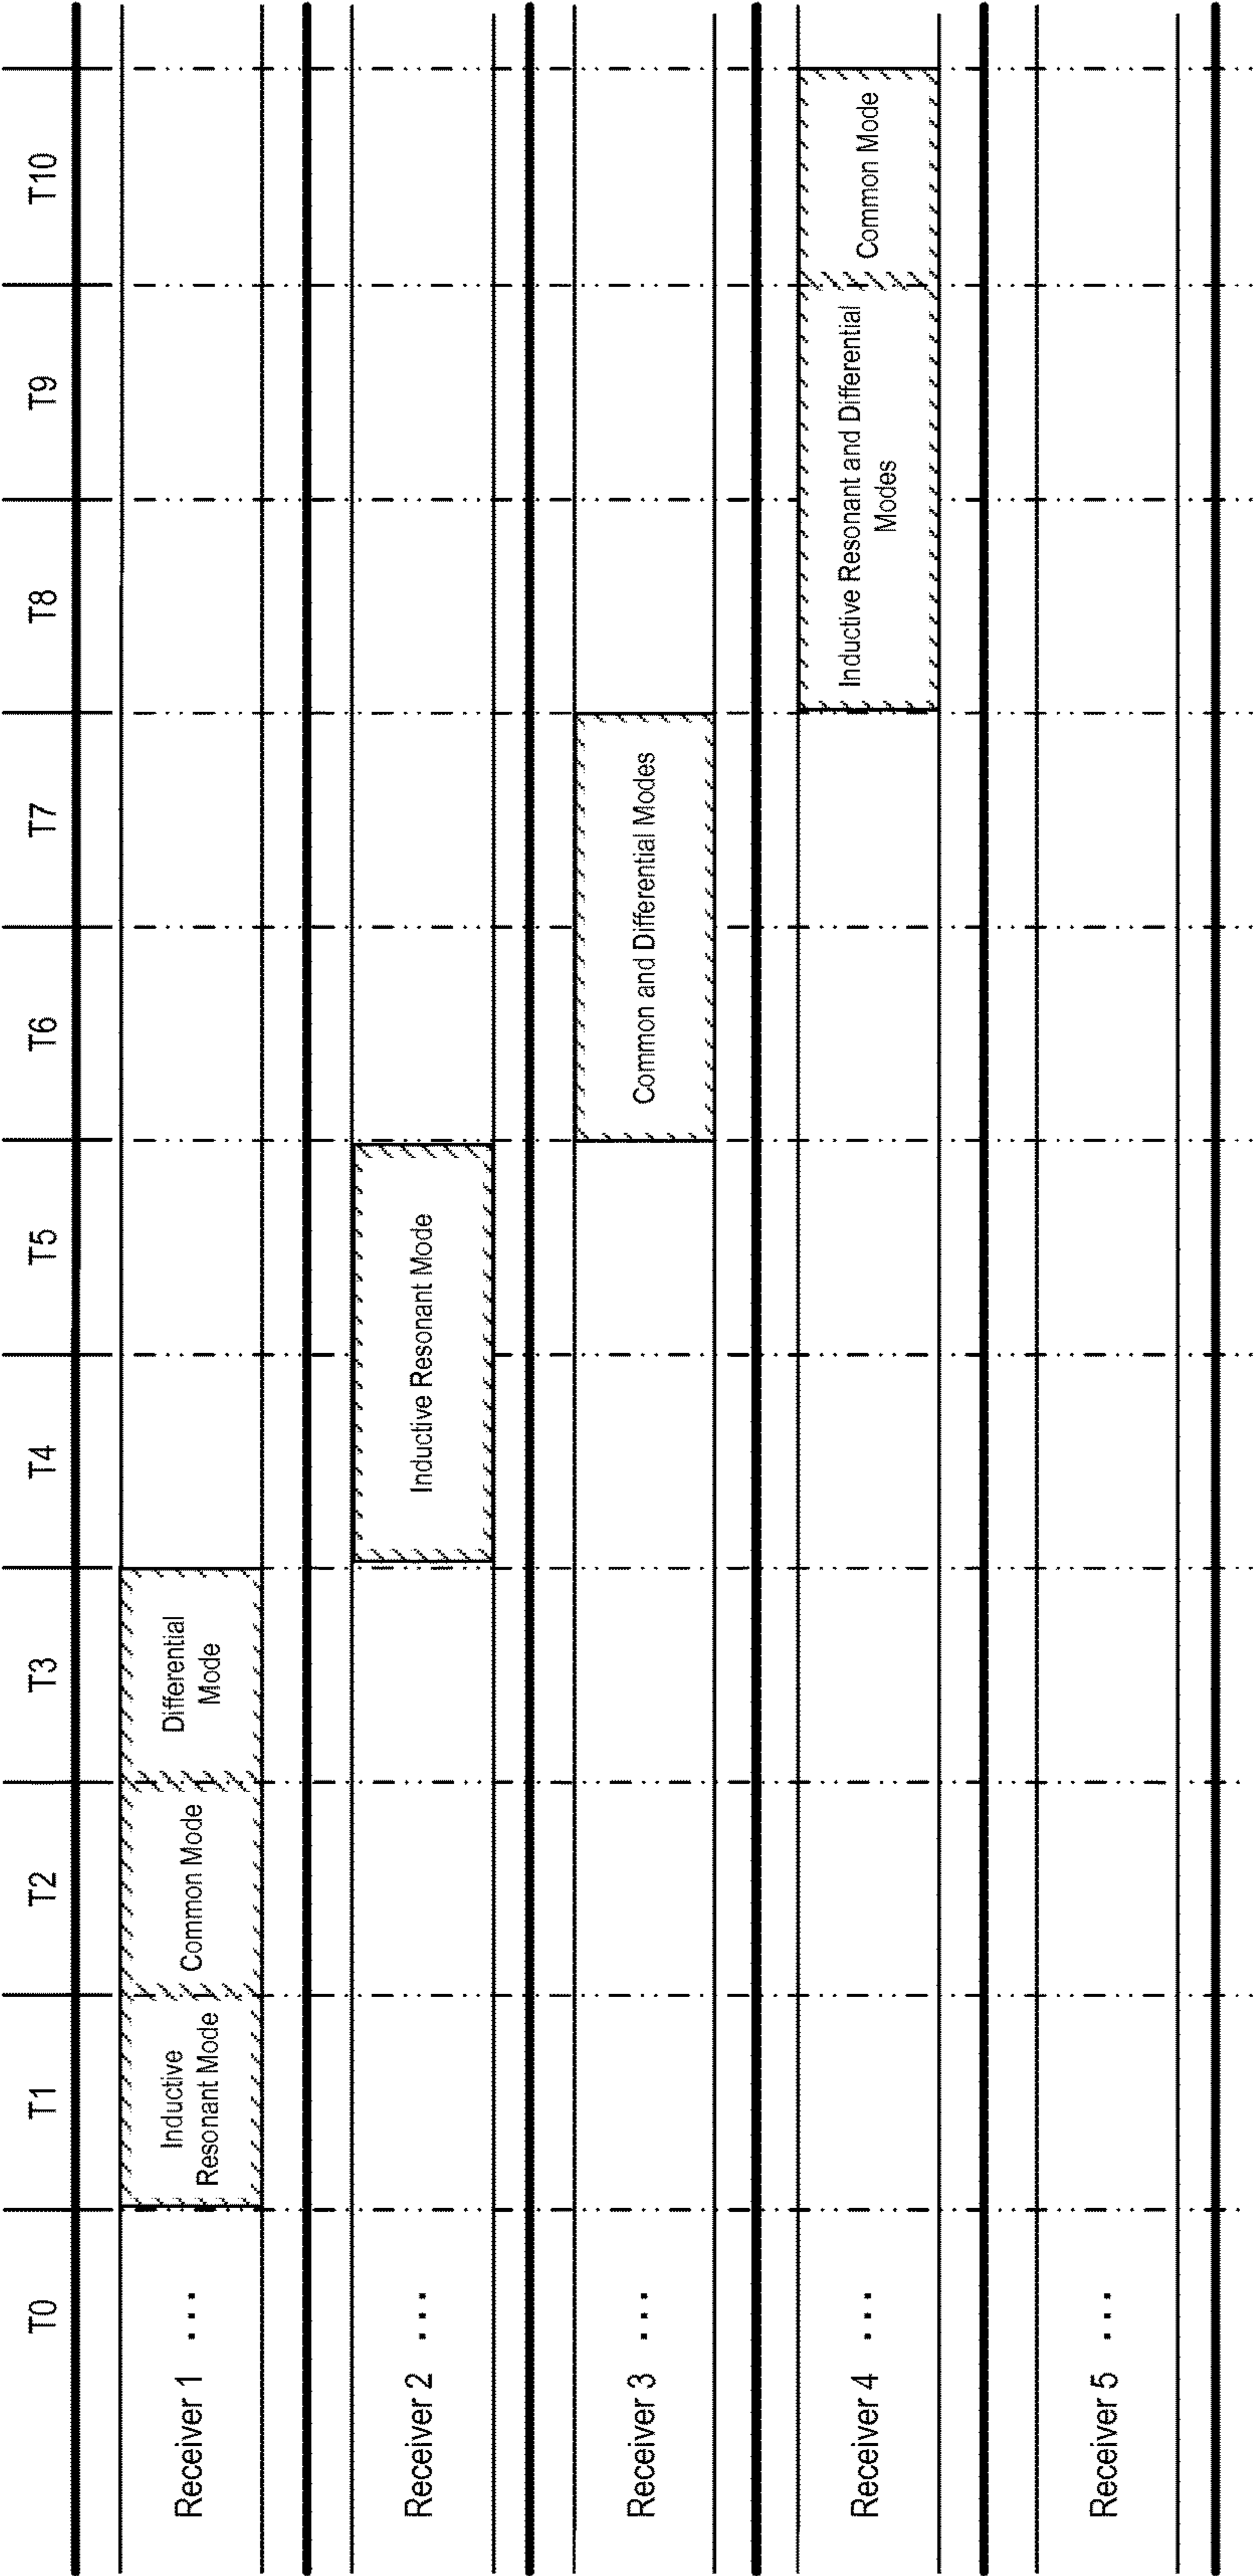 T0 T1 T2 T3 T4 T5 T6 T7 T8 T9 T10
Receiver 1 ...
Inductive
Resonant Mode
Common Mode
Differential
Mode
Receiver 2 ...
Inductive Resonant Mode
Receiver 3 ...
Common and Differential Modes
Receiver 4 ...
Inductive Resonant and Differential
Modes
Common Mode
Receiver 5 ...